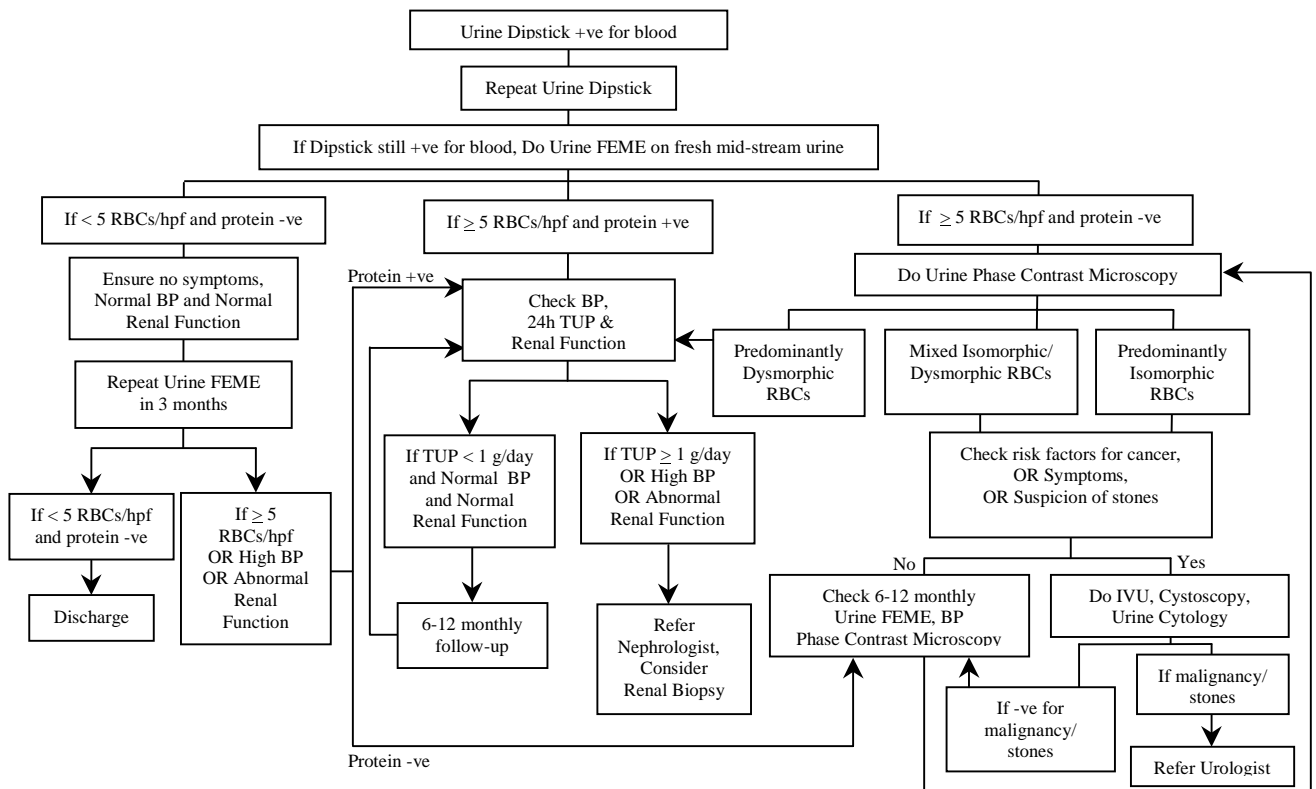 Urine Dipstick +ve for blood
Repeat Urine Dipstick
If Dipstick still +ve for blood, Do Urine FEME on fresh mid-stream urine
If < 5 RBCs/hpf and protein -ve
If ≥ 5 RBCs/hpf and protein +ve
If ≥ 5 RBCs/hpf and protein -ve
Ensure no symptoms,
Normal BP and Normal
Renal Function
Protein +ve
Do Urine Phase Contrast Microscopy
Check BP,
24h TUP &
Renal Function
Predominantly
Dysmorphic
RBCs
Mixed Isomorphic/
Dysmorphic RBCs
Predominantly
Isomorphic
RBCs
Repeat Urine FEME
in 3 months
If TUP < 1 g/day
and Normal BP
and Normal
Renal Function
If TUP ≥ 1 g/day
OR High BP
OR Abnormal
Renal Function
Check risk factors for cancer,
OR Symptoms,
OR Suspicion of stones
If < 5 RBCs/hpf
and protein -ve
If ≥ 5
RBCs/hpf
OR High BP
OR Abnormal
Renal
Function
No
Yes
Discharge
6-12 monthly
follow-up
Refer
Nephrologist,
Consider
Renal Biopsy
Check 6-12 monthly
Urine FEME, BP
Phase Contrast Microscopy
Do IVU, Cystoscopy,
Urine Cytology
If -ve for
malignancy/
stones
If malignancy/
stones
Protein -ve
Refer Urologist